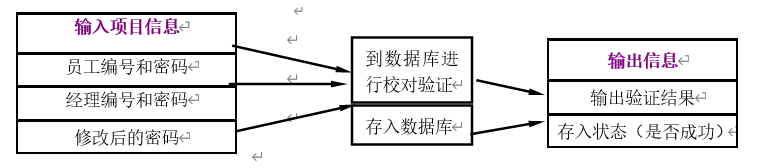 输入项目信息
员工编号和密码
经理编号和密码
修改后的密码
到数据库进
行校对验证
存入数据库
输出信息
输出验证结果
存入状态（是否成功）